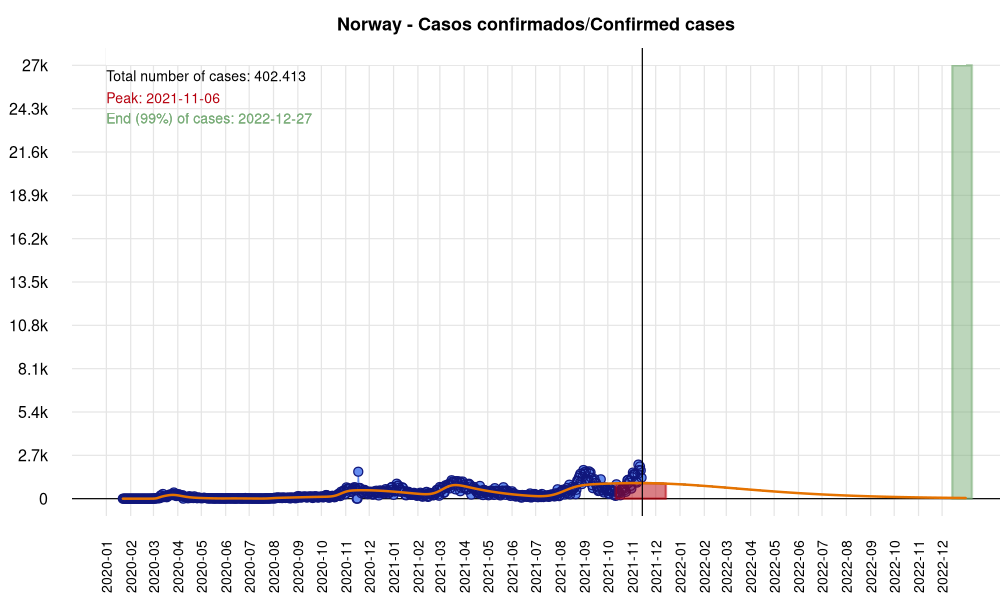 Norway - Casos confirmados/Confirmed cases
27k
24.3k
21.6k
18.9k
16.2k
13.5k
10.8k
8.1k
5.4k
2.7k
0
Total number of cases: 402.413
Peak: 2021-11-06
End (99%) of cases: 2022-12-27
2020-01
2020-02
2020-03
2020-04
2020-05
2020-06
2020-07
2020-08
2020-09
2020-10
2020-11
2020-12
2021-01
2021-02
2021-03
2021-04
2021-05
2021-06
2021-07
2021-08
2021-09
2021-10
2021-11
2021-12
2022-01
2022-02
2022-03
2022-04
2022-05
2022-06
2022-07
2022-08
2022-09
2022-10
2022-11
2022-12